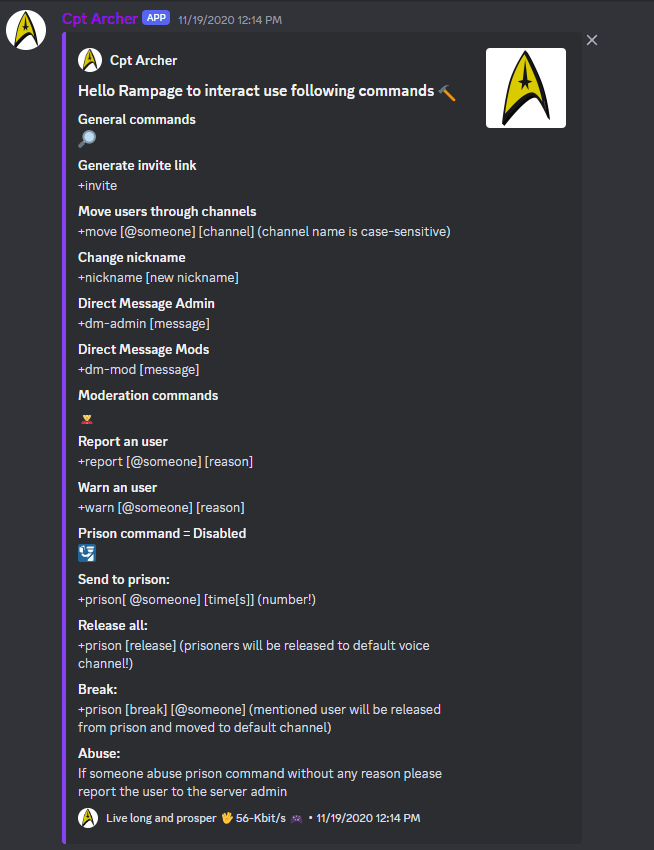 Cpt Archer APP 11/19/2020 12:14 PM
Cpt Archer
Hello Rampage to interact use following commands 🔨
General commands
🔎
Generate invite link
+invite
Move users through channels
+move [@someone] [channel] (channel name is case-sensitive)
Change nickname
+nickname [new nickname]
Direct Message Admin
+dm-admin [message]
Direct Message Mods
+dm-mod [message]
Moderation commands
Report an user
+report [@someone] [reason]
Warn an user
+warn [@someone] [reason]
Prison command = Disabled
🛂
Send to prison:
+prison[ @someone] [time[s]] (number!)
Release all:
+prison [release] (prisoners will be released to default voice
channel!)
Break:
+prison [break] [@someone] (mentioned user will be released
from prison and moved to default channel)
Abuse:
If someone abuse prison command without any reason please
report the user to the server admin
Live long and prosper 🖖 56-Kbit/s 🎮 • 11/19/2020 12:14 PM